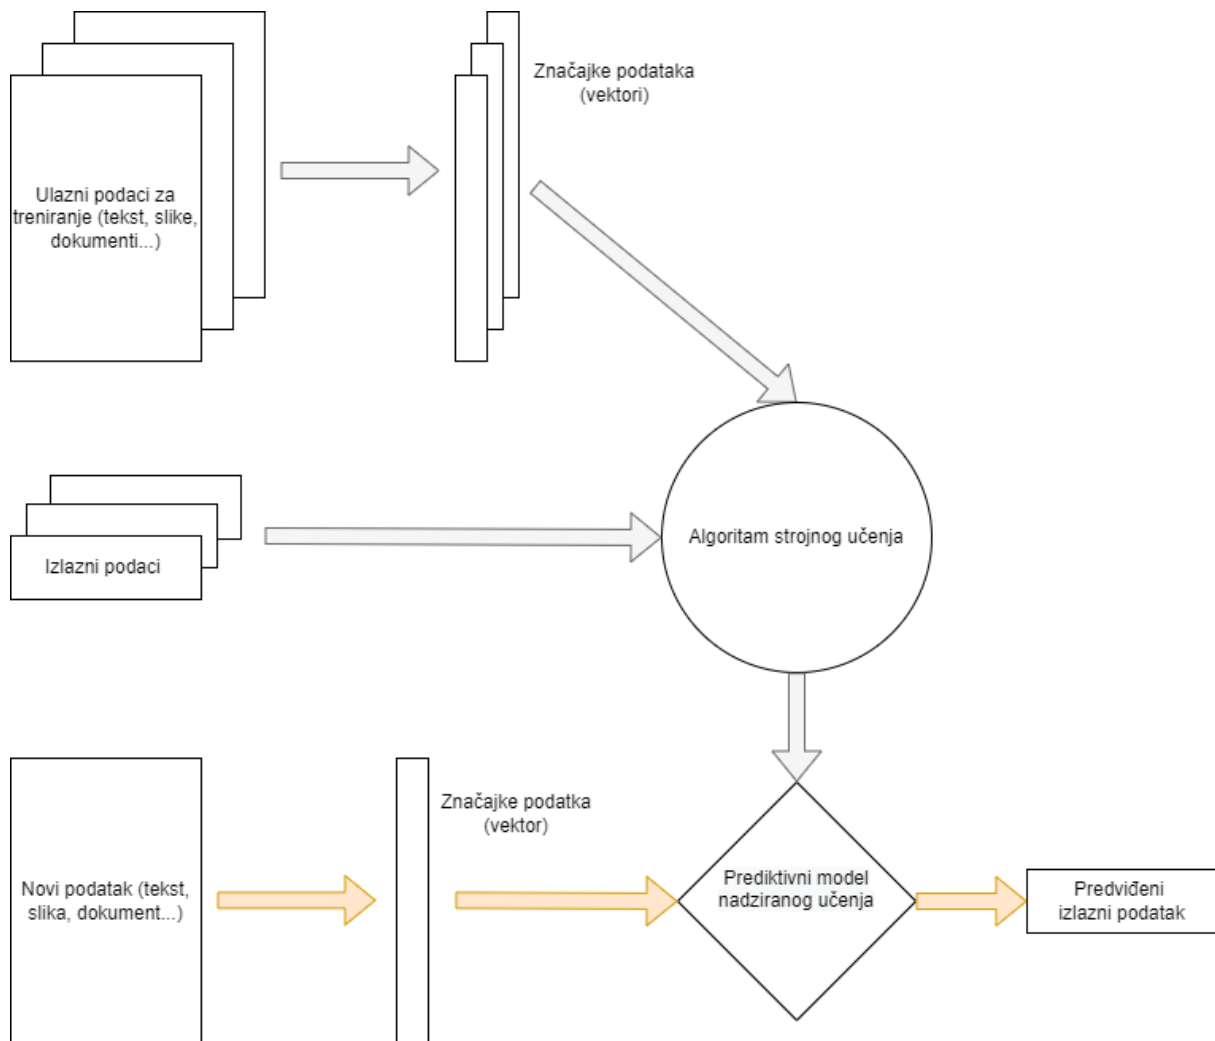 Značajke podataka
(vektori)
Ulazni podaci za
treniranje (tekst, slike,
dokumenti...)
Algoritam strojnog učenja
Izlazni podaci
Značajke podatka
(vektor)
Novi podatak (tekst,
slika, dokument...)
Prediktivni model
nadziranog učenja
Predviđeni
izlazni podatak